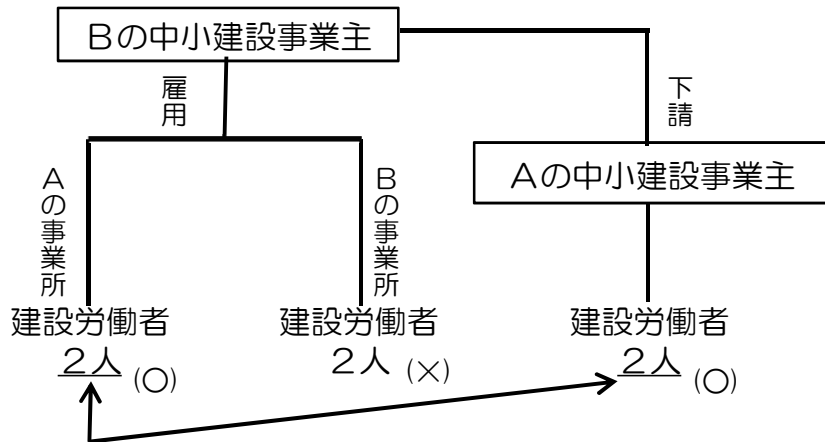 Bの中小建設事業主
雇用
下請
Aの中小建設事業主
Aの事業所
Bの事業所
建設労働者
2人 (○)
建設労働者
2人 (×)
建設労働者
2人 (○)